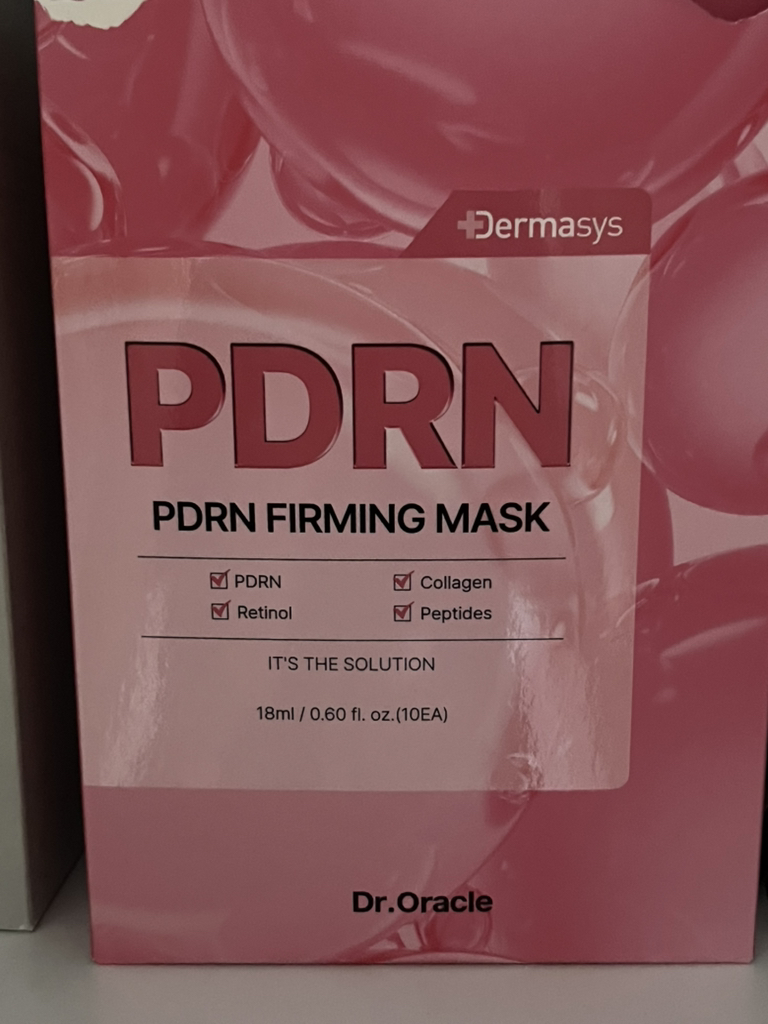 Dermasys
PDRN
PDRN FIRMING MASK
☑ PDRN ☑ Collagen
☑ Retinol ☑ Peptides
IT'S THE SOLUTION
18ml / 0.60 fl. oz.(10EA)
Dr.Oracle